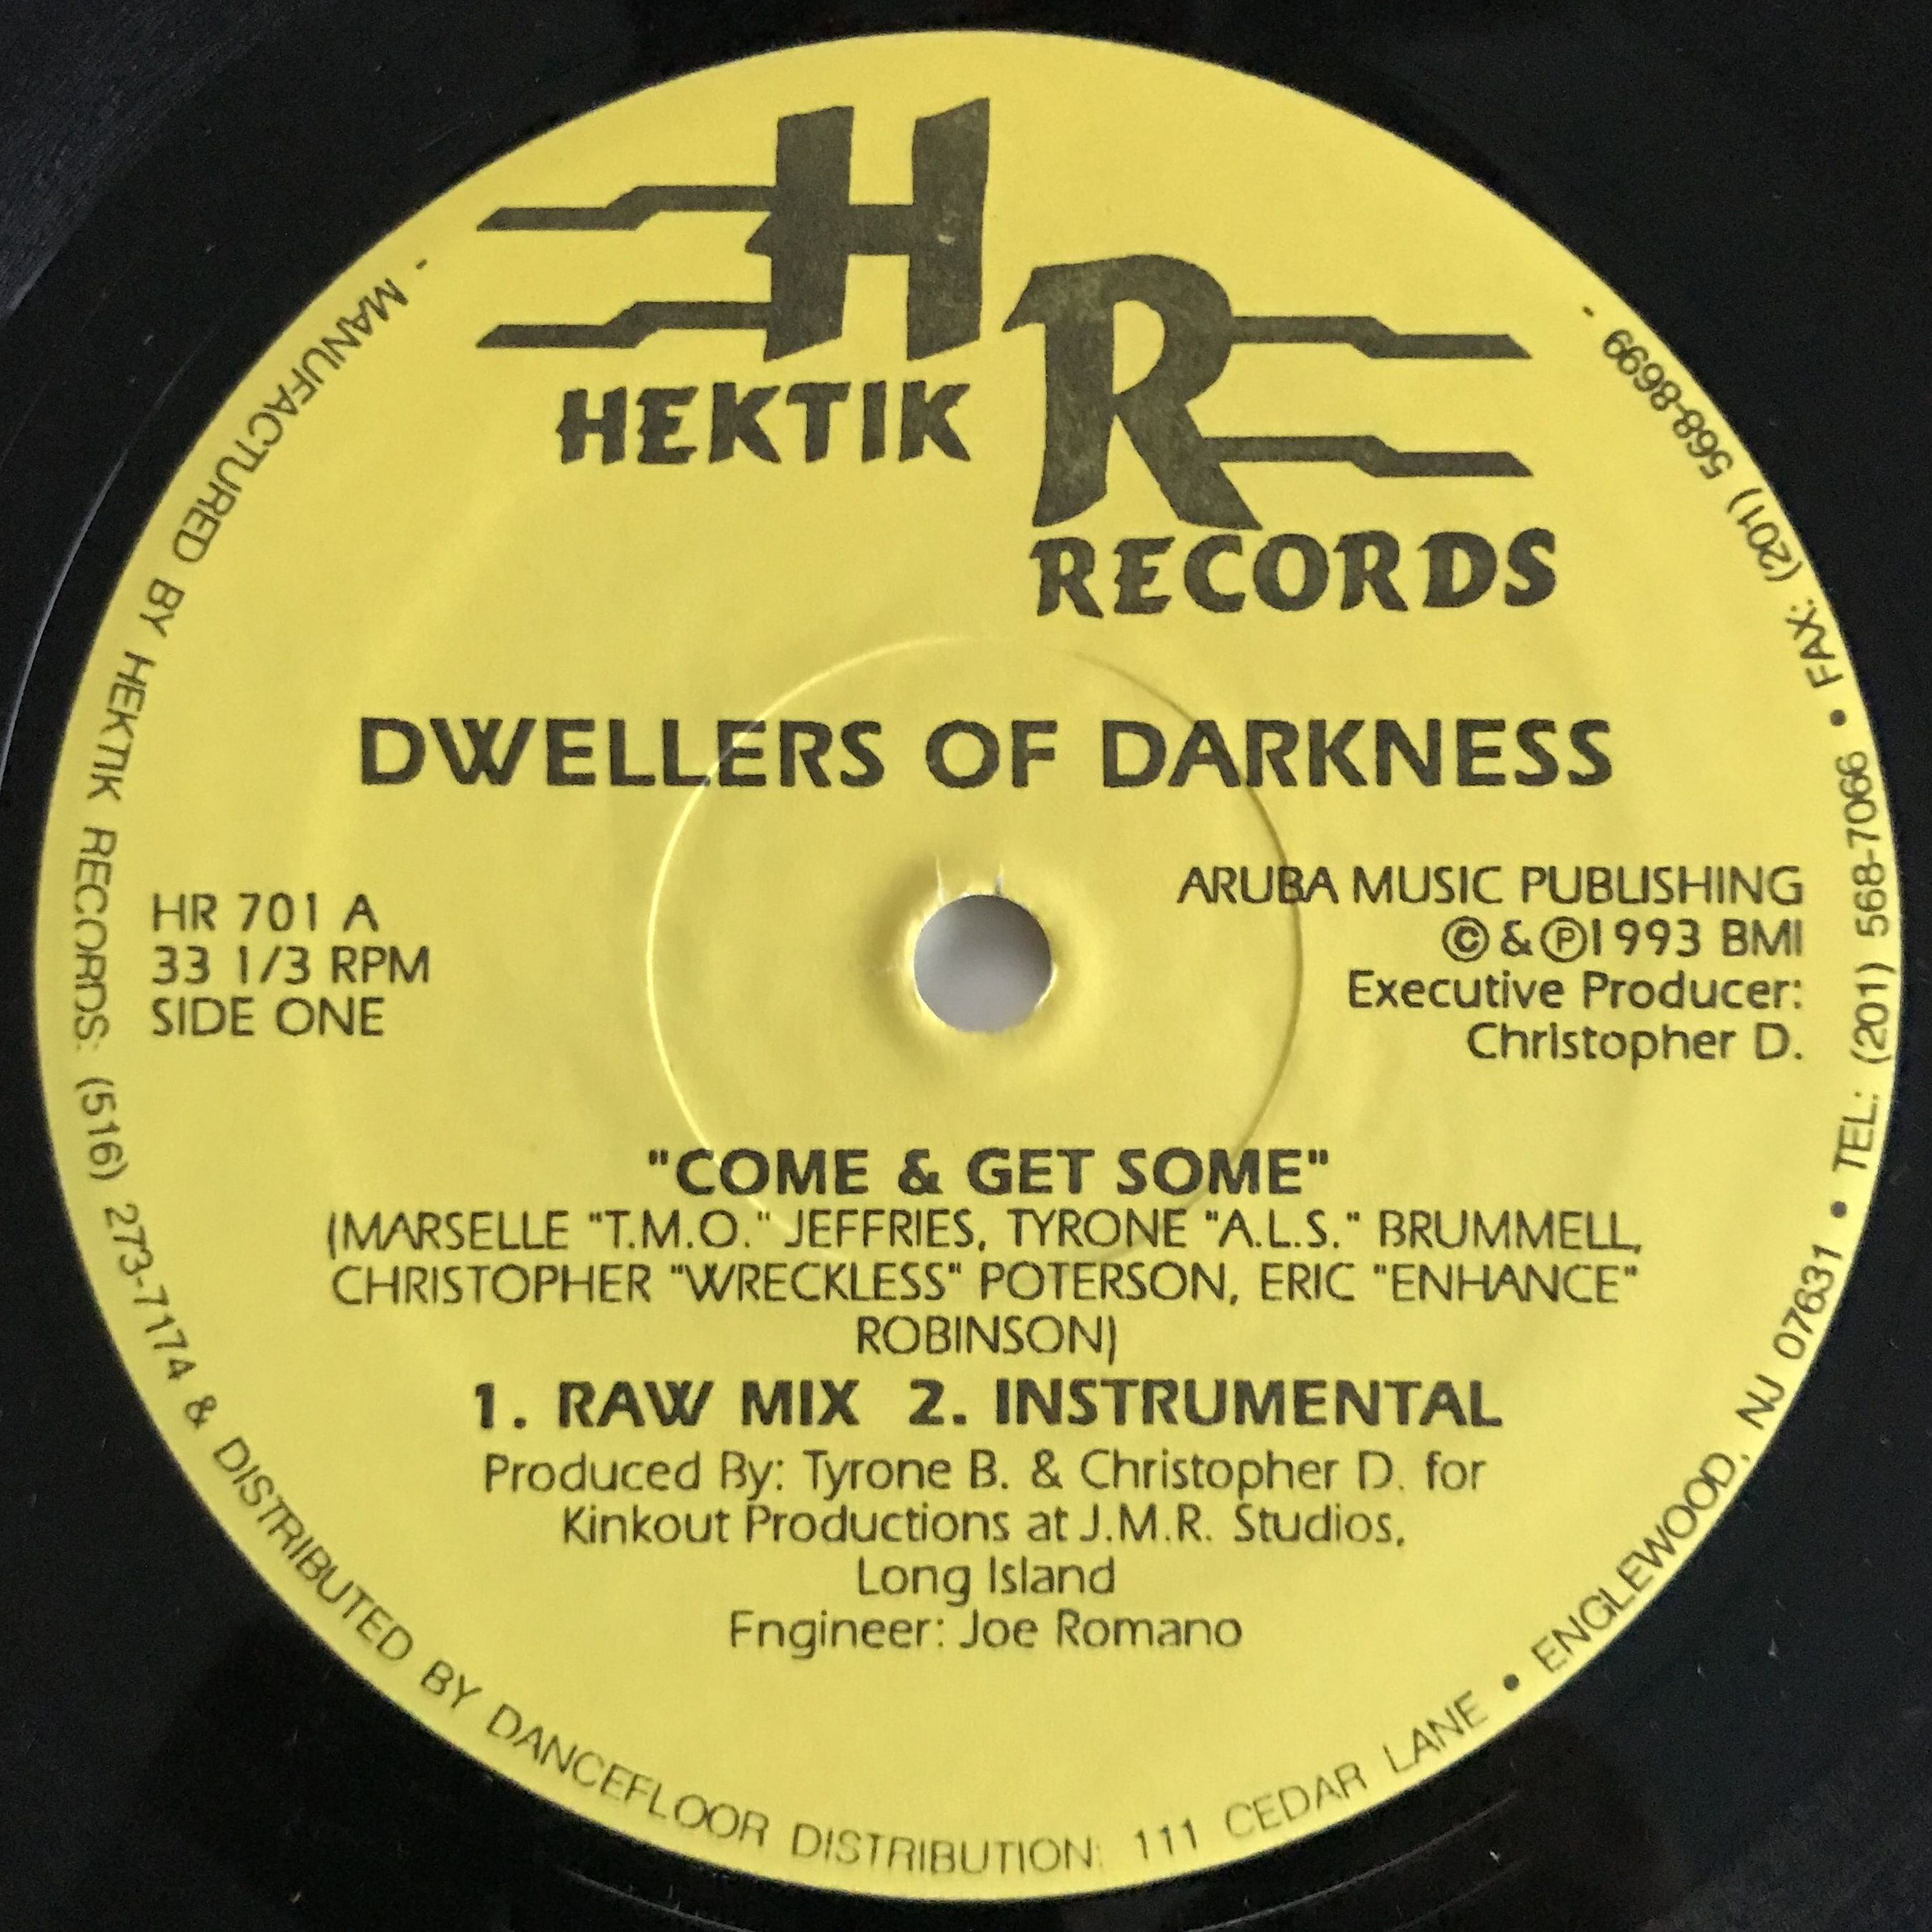 H
R
HEKTIK
RECORDS
DWELLERS OF DARKNESS
HR 701 A
33 1/3 RPM
SIDE ONE
ARUBA MUSIC PUBLISHING
© & ℗1993 BMI
Executive Producer:
Christopher D.
"COME & GET SOME"
(MARSELLE "T.M.O." JEFFRIES, TYRONE "A.L.S." BRUMMELL,
CHRISTOPHER "WRECKLESS" POTERSON, ERIC "ENHANCE"
ROBINSON)
1. RAW MIX 2. INSTRUMENTAL
Produced By: Tyrone B. & Christopher D. for
Kinkout Productions at J.M.R. Studios,
Long Island
Engineer: Joe Romano
- MANUFACTURED BY HEKTIK RECORDS: (516) 273-7174 & DISTRIBUTED BY DANCEFLOOR DISTRIBUTION: 111 CEDAR LANE • ENGLEWOOD, NJ 07631 • TEL: (201) 568-7066 • FAX: (201) 568-8699 -